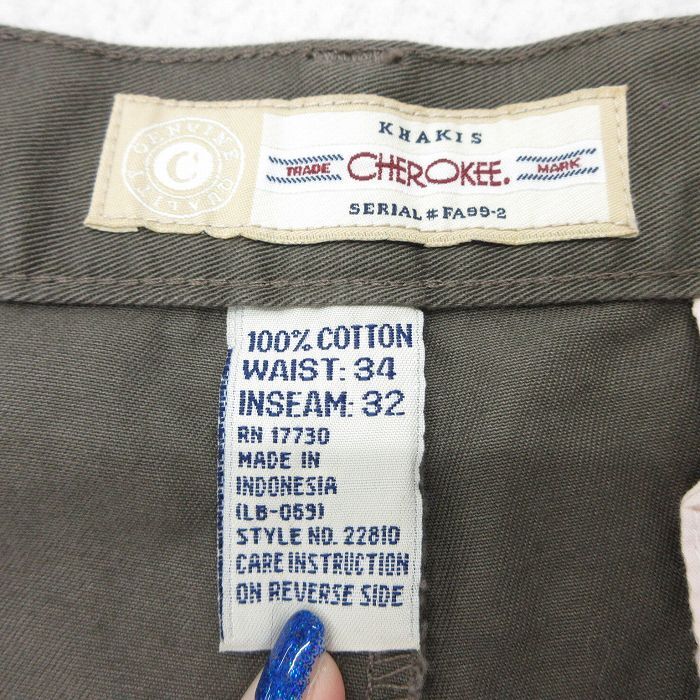 GENUINE QUALITY
C
KHAKIS
TRADE CHEROKEE. MARK
SERIAL # FA99-2
100% COTTON
WAIST: 34
INSEAM: 32
RN 17730
MADE IN
INDONESIA
(LB-069)
STYLE NO. 22810
CARE INSTRUCTION
ON REVERSE SIDE